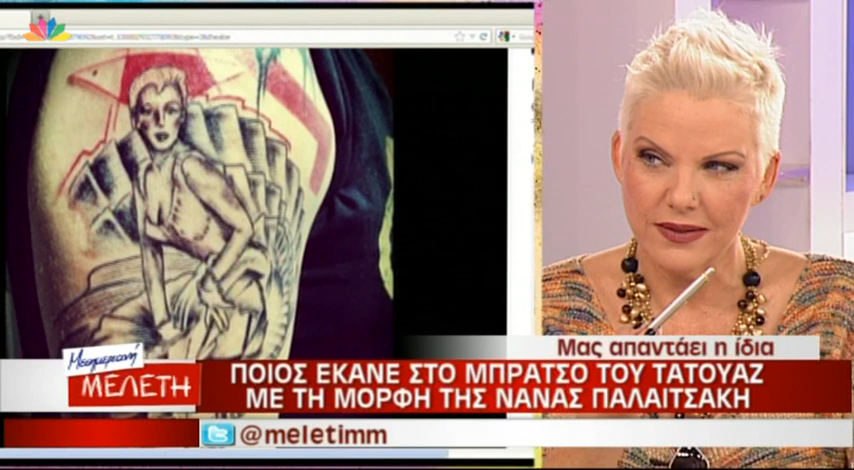 Μας απαντάει η ίδια
Μεσημεριανή
ΜΕΛΕΤΗ
ΠΟΙΟΣ ΕΚΑΝΕ ΣΤΟ ΜΠΡΑΤΣΟ ΤΟΥ ΤΑΤΟΥΑΖ
ΜΕ ΤΗ ΜΟΡΦΗ ΤΗΣ ΝΑΝΑΣ ΠΑΛΑΙΤΣΑΚΗ
@meletimm